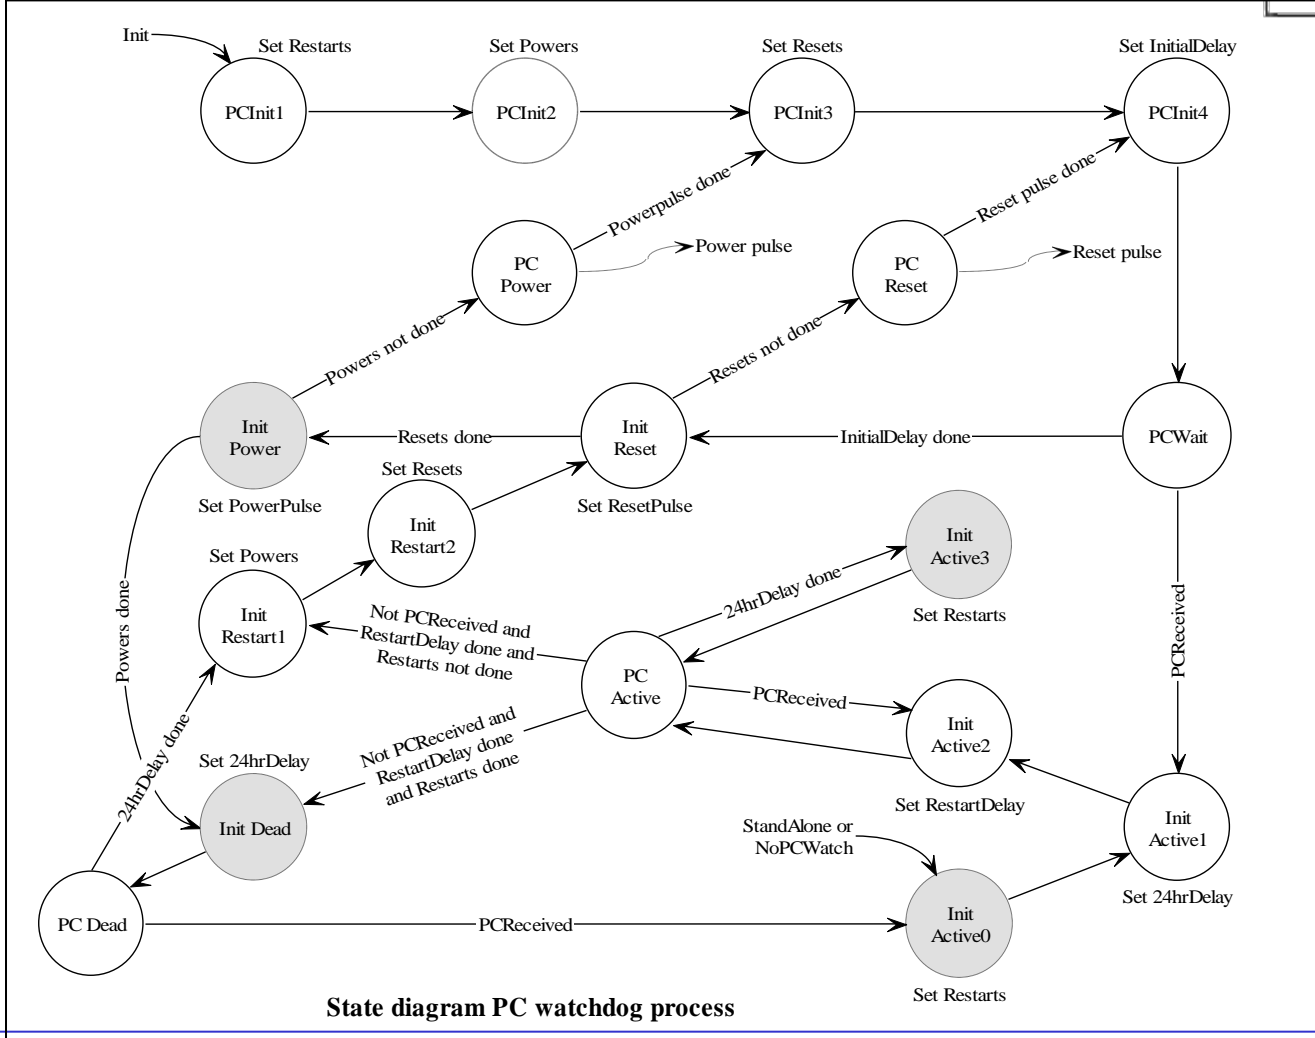 Init
Set Restarts
Set Powers
Set Resets
Set InitialDelay
PCInit1
PCInit2
PCInit3
PCInit4
Powerpulse done
Reset pulse done
PC
Power
Power pulse
PC
Reset
Reset pulse
Powers not done
Resets not done
Init
Power
Resets done
Init
Reset
InitialDelay done
PCWait
Set PowerPulse
Set Resets
Set ResetPulse
Init
Restart2
Init
Active3
Set Powers
24hrDelay done
Set Restarts
Powers done
Init
Restart1
Not PCReceived and
RestartDelay done and
Restarts not done
PCReceived
PC
Active
PCReceived
Init
Active2
Not PCReceived and
RestartDelay done
and Restarts done
24hrDelay done
Set 24hrDelay
Set RestartDelay
Init Dead
StandAlone or
NoPCWatch
Init
Active1
Set 24hrDelay
PC Dead
PCReceived
Init
Active0
Set Restarts
State diagram PC watchdog process